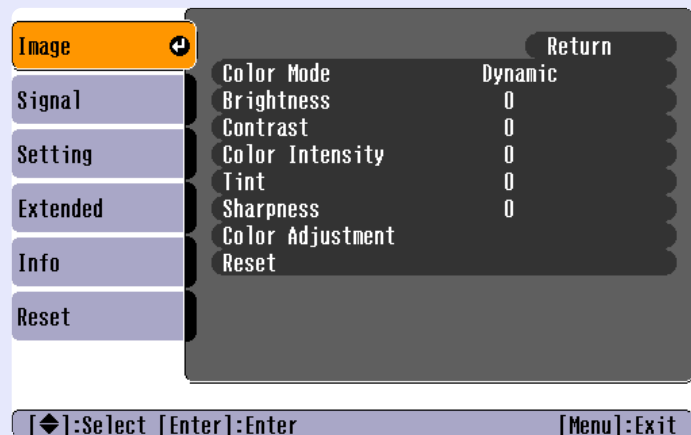 Image
Signal
Setting
Extended
Info
Reset
Return
Color Mode Dynamic
Brightness 0
Contrast 0
Color Intensity 0
Tint 0
Sharpness 0
Color Adjustment
Reset
[◆]:Select [Enter]:Enter [Menu]:Exit